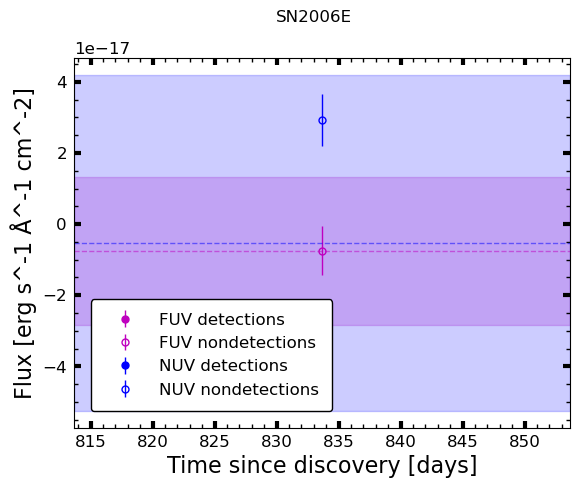 SN2006E
1e−17
4
2
0
−2
−4
Flux [erg s^-1 Å^-1 cm^-2]
FUV detections
FUV nondetections
NUV detections
NUV nondetections
815 820 825 830 835 840 845 850
Time since discovery [days]